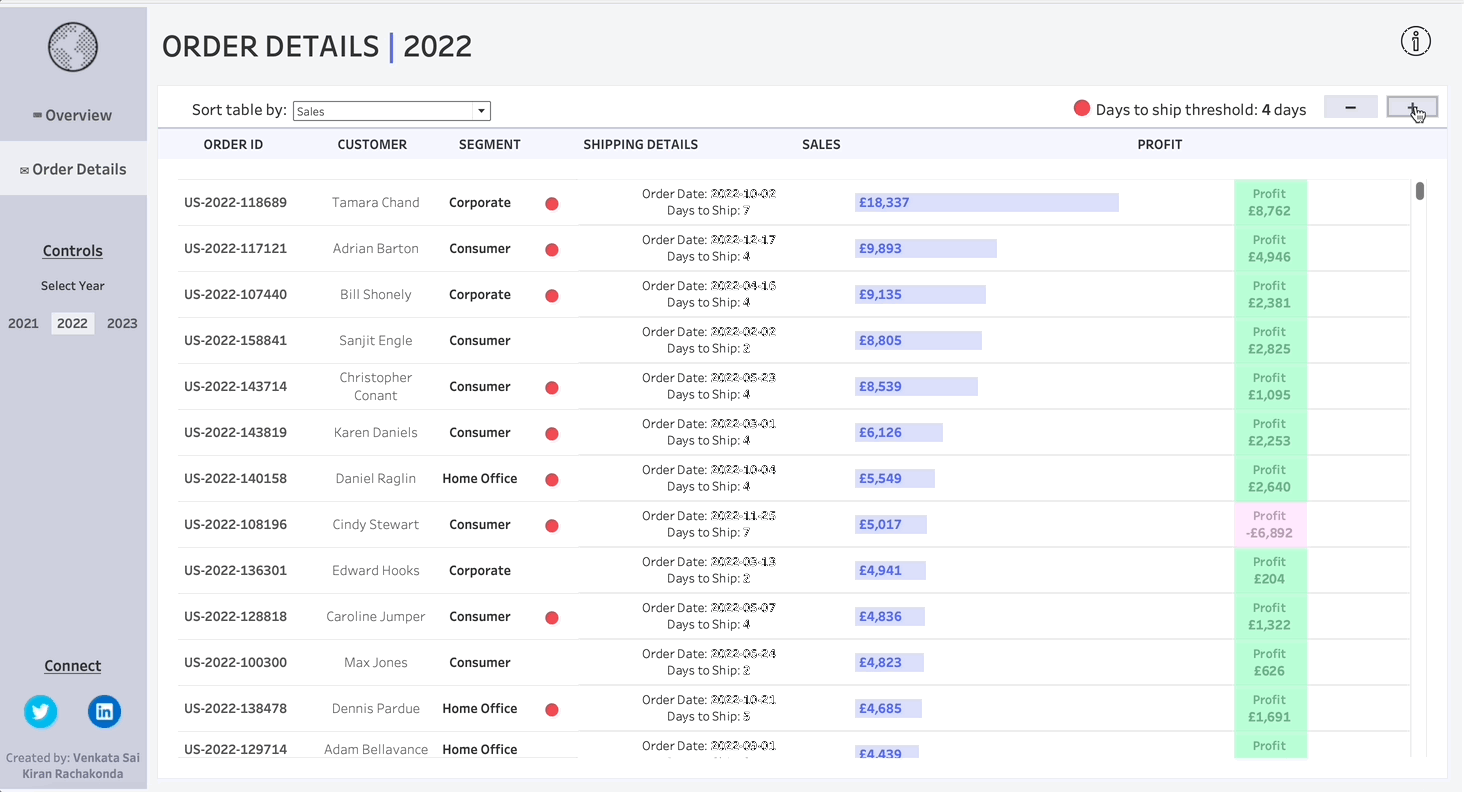 ORDER DETAILS | 2022
Overview
Order Details
Controls
Select Year
2021 2022 2023
Connect
Created by: Venkata Sai
Kiran Rachakonda
Sort table by: Sales
Days to ship threshold: 4 days
− +
ORDER ID CUSTOMER SEGMENT SHIPPING DETAILS SALES PROFIT
US-2022-118689 Tamara Chand Corporate Order Date: 2022-10-02 £18,337 Profit
Days to Ship: 7 £8,762
US-2022-117121 Adrian Barton Consumer Order Date: 2022-12-17 £9,893 Profit
Days to Ship: 4 £4,946
US-2022-107440 Bill Shonely Corporate Order Date: 2022-04-16 £9,135 Profit
Days to Ship: 4 £2,381
US-2022-158841 Sanjit Engle Consumer Order Date: 2022-02-02 £8,805 Profit
Days to Ship: 2 £2,825
US-2022-143714 Christopher Conant Consumer Order Date: 2022-05-23 £8,539 Profit
Days to Ship: 4 £1,095
US-2022-143819 Karen Daniels Consumer Order Date: 2022-03-01 £6,126 Profit
Days to Ship: 4 £2,253
US-2022-140158 Daniel Raglin Home Office Order Date: 2022-10-04 £5,549 Profit
Days to Ship: 4 £2,640
US-2022-108196 Cindy Stewart Consumer Order Date: 2022-11-25 £5,017 Profit
Days to Ship: 7 -£6,892
US-2022-136301 Edward Hooks Corporate Order Date: 2022-03-13 £4,941 Profit
Days to Ship: 2 £204
US-2022-128818 Caroline Jumper Consumer Order Date: 2022-05-07 £4,836 Profit
Days to Ship: 4 £1,322
US-2022-100300 Max Jones Consumer Order Date: 2022-05-24 £4,823 Profit
Days to Ship: 2 £626
US-2022-138478 Dennis Pardue Home Office Order Date: 2022-10-21 £4,685 Profit
Days to Ship: 5 £1,691
US-2022-129714 Adam Bellavance Home Office Order Date: 2022-09-01 £4,439 Profit